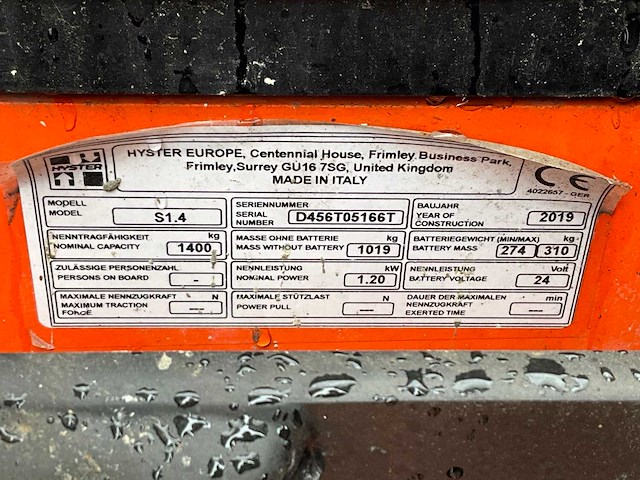 HYSTER
HYSTER EUROPE, Centennial House, Frimley Business Park,
Frimley, Surrey GU16 7SG, United Kingdom
MADE IN ITALY
CE
4022657 - GER
MODELL
MODEL
S1.4
SERIENNUMMER
SERIAL NUMBER
D456T05166T
BAUJAHR
YEAR OF CONSTRUCTION
2019
NENNTRAGFÄHIGKEIT kg
NOMINAL CAPACITY
1400
MASSE OHNE BATTERIE kg
MASS WITHOUT BATTERY
1019
BATTERIEGEWICHT (MIN/MAX) kg
BATTERY MASS
274 310
ZULÄSSIGE PERSONENZAHL
PERSONS ON BOARD
NENNLEISTUNG kW
NOMINAL POWER
1.20
NENNLEISTUNG Volt
BATTERY VOLTAGE
24
MAXIMALE NENNZUGKRAFT N
MAXIMUM TRACTION
FORCE
---
MAXIMALE STÜTZLAST N
POWER PULL
---
DAUER DER MAXIMALEN min
NENNZUGKRAFT
EXERTED TIME
---